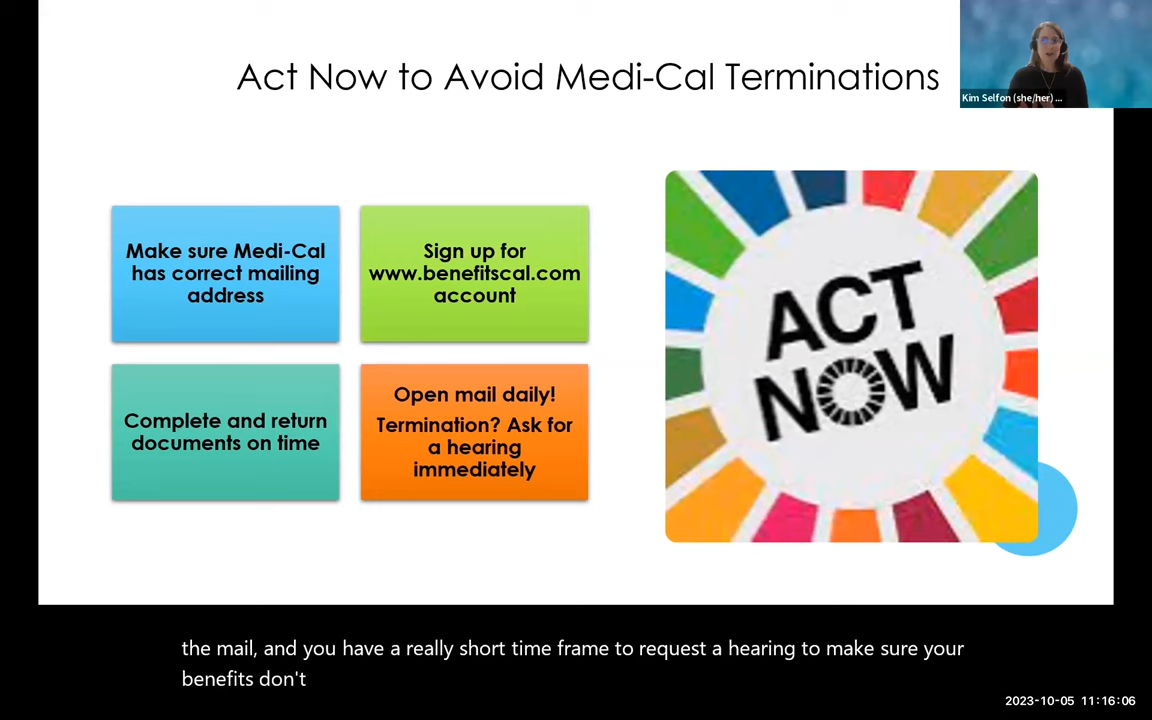 Act Now to Avoid Medi-Cal Terminations
Kim Selfon (she/her) ...
Make sure Medi-Cal
has correct mailing
address
Sign up for
www.benefitscal.com
account
Complete and return
documents on time
Open mail daily!
Termination? Ask for
a hearing
immediately
ACT
NOW
the mail, and you have a really short time frame to request a hearing to make sure your
benefits don't
2023-10-05 11:16:06